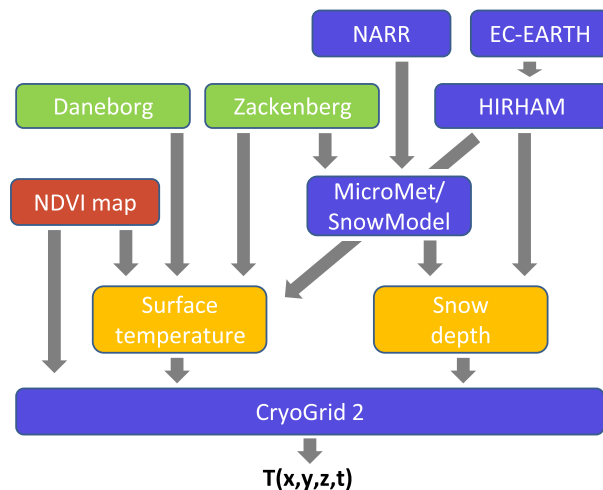 NARR
EC-EARTH
Daneborg
Zackenberg
HIRHAM
NDVI map
MicroMet/
SnowModel
Surface
temperature
Snow
depth
CryoGrid 2
T(x,y,z,t)